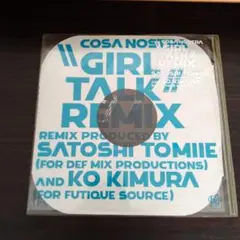 COSA NOSTRA
"GIRL
TALK"
REMIX
REMIX PRODUCED BY
SATOSHI TOMIIE
(FOR DEF MIX PRODUCTIONS)
AND KO KIMURA
(FOR FUTIQUE SOURCE)